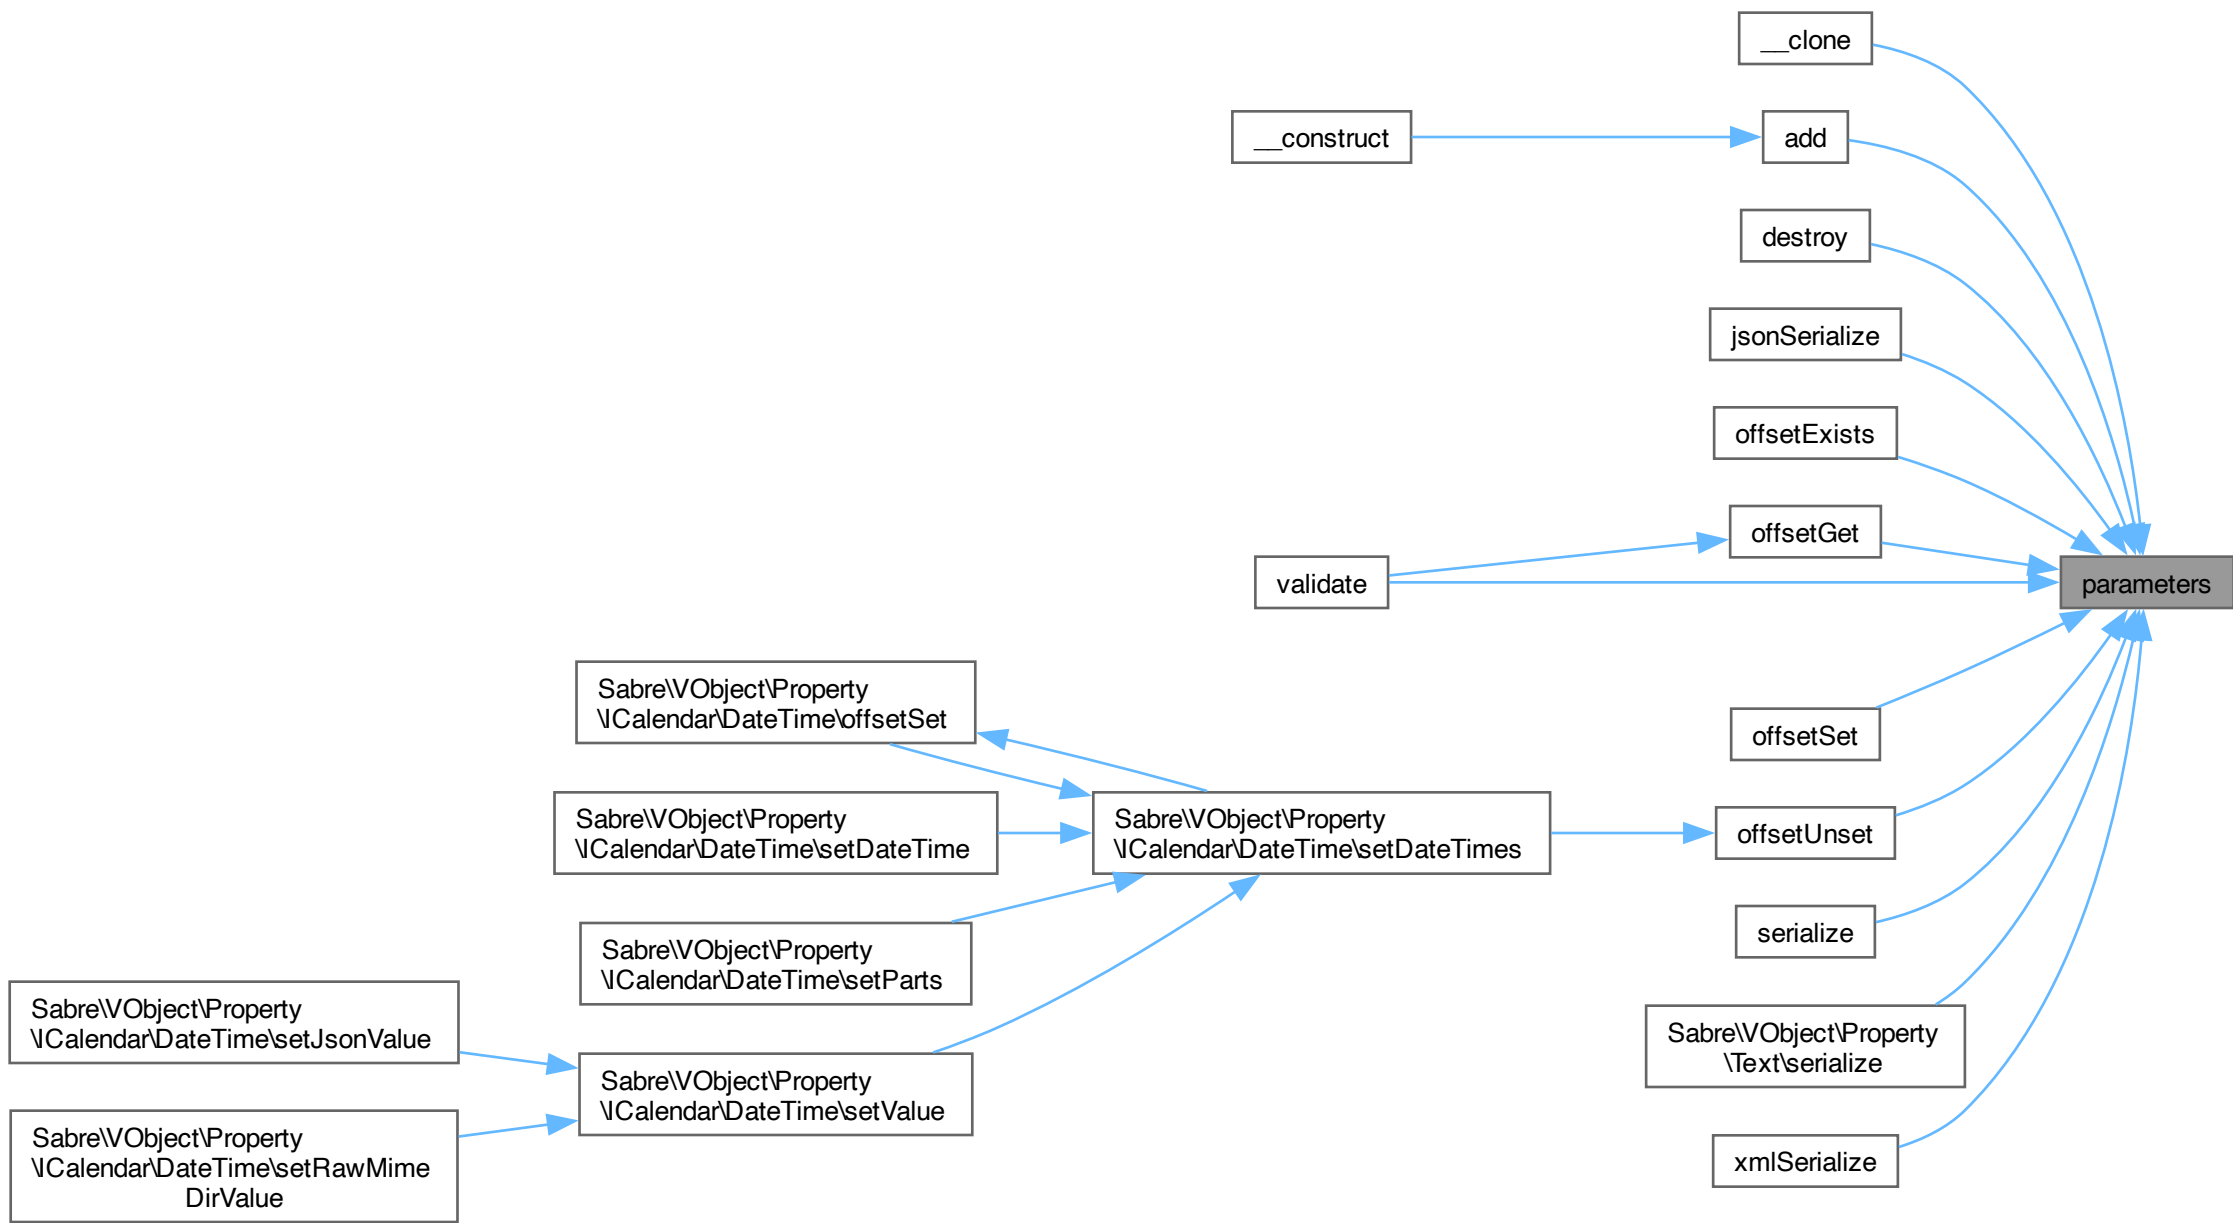 __clone
__construct
add
destroy
jsonSerialize
offsetExists
offsetGet
validate
parameters
Sabre\VObject\Property
\ICalendar\DateTime\offsetSet
offsetSet
Sabre\VObject\Property
\ICalendar\DateTime\setDateTime
Sabre\VObject\Property
\ICalendar\DateTime\setDateTimes
offsetUnset
serialize
Sabre\VObject\Property
\ICalendar\DateTime\setParts
Sabre\VObject\Property
\ICalendar\DateTime\setJsonValue
Sabre\VObject\Property
\Text\serialize
Sabre\VObject\Property
\ICalendar\DateTime\setValue
Sabre\VObject\Property
\ICalendar\DateTime\setRawMime
DirValue
xmlSerialize